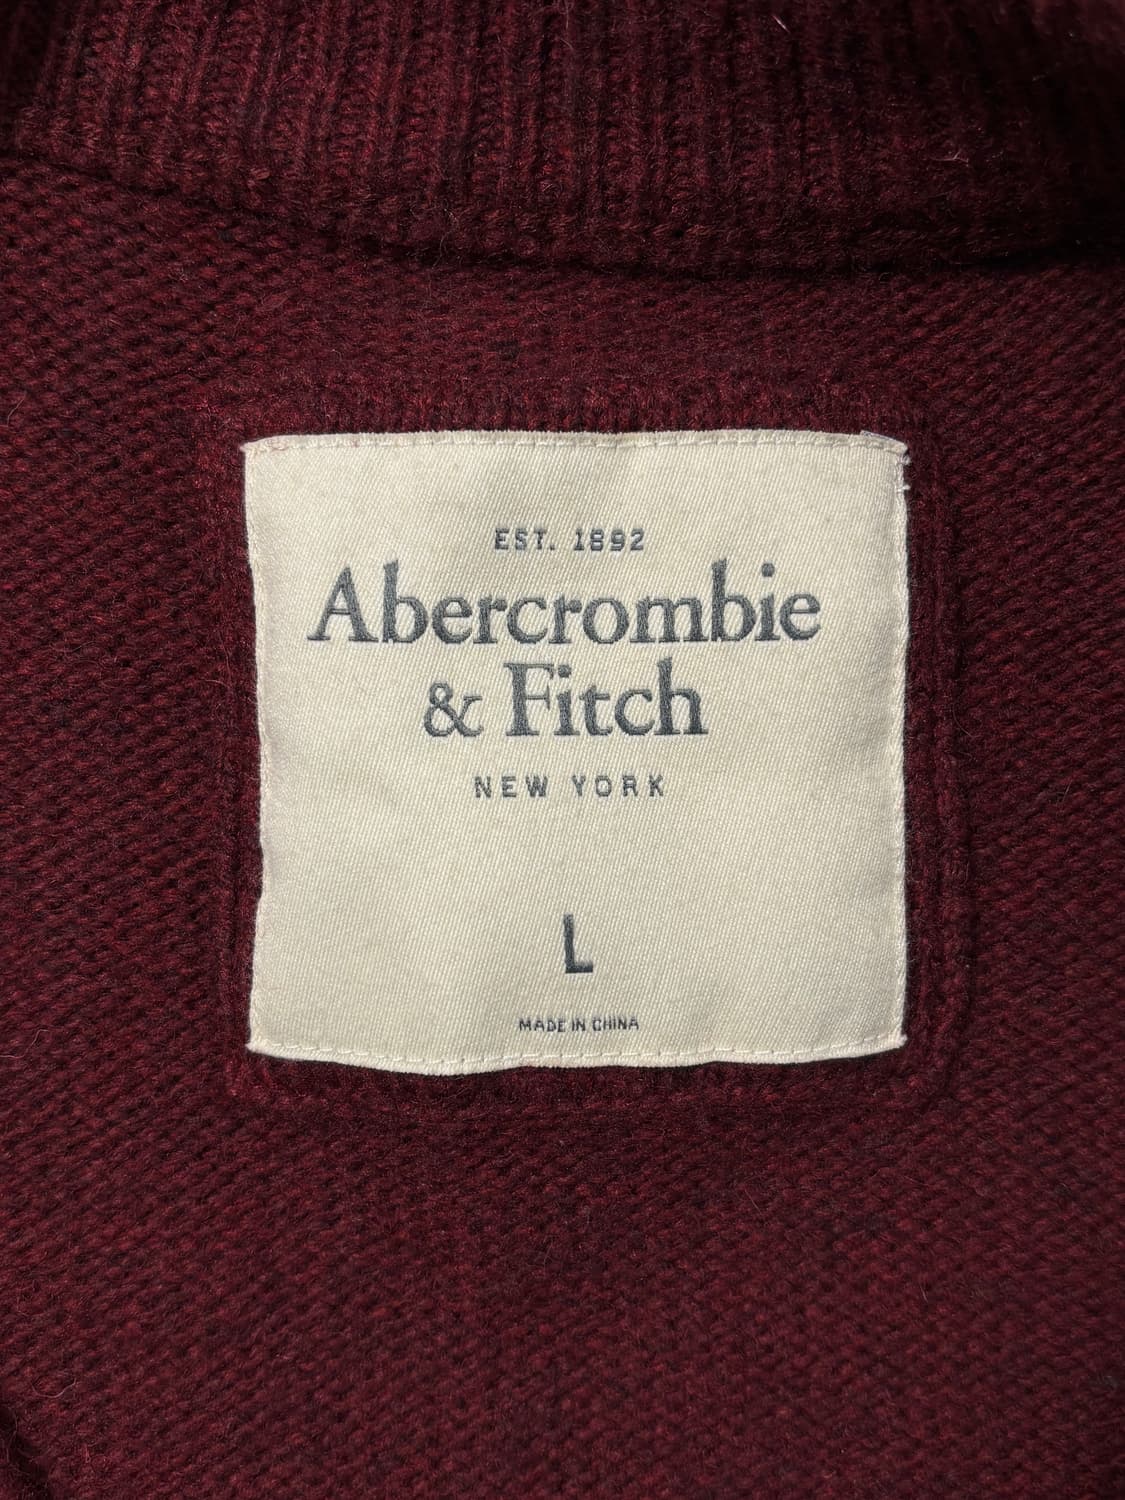 EST. 1892
Abercrombie
& Fitch
NEW YORK
L
MADE IN CHINA